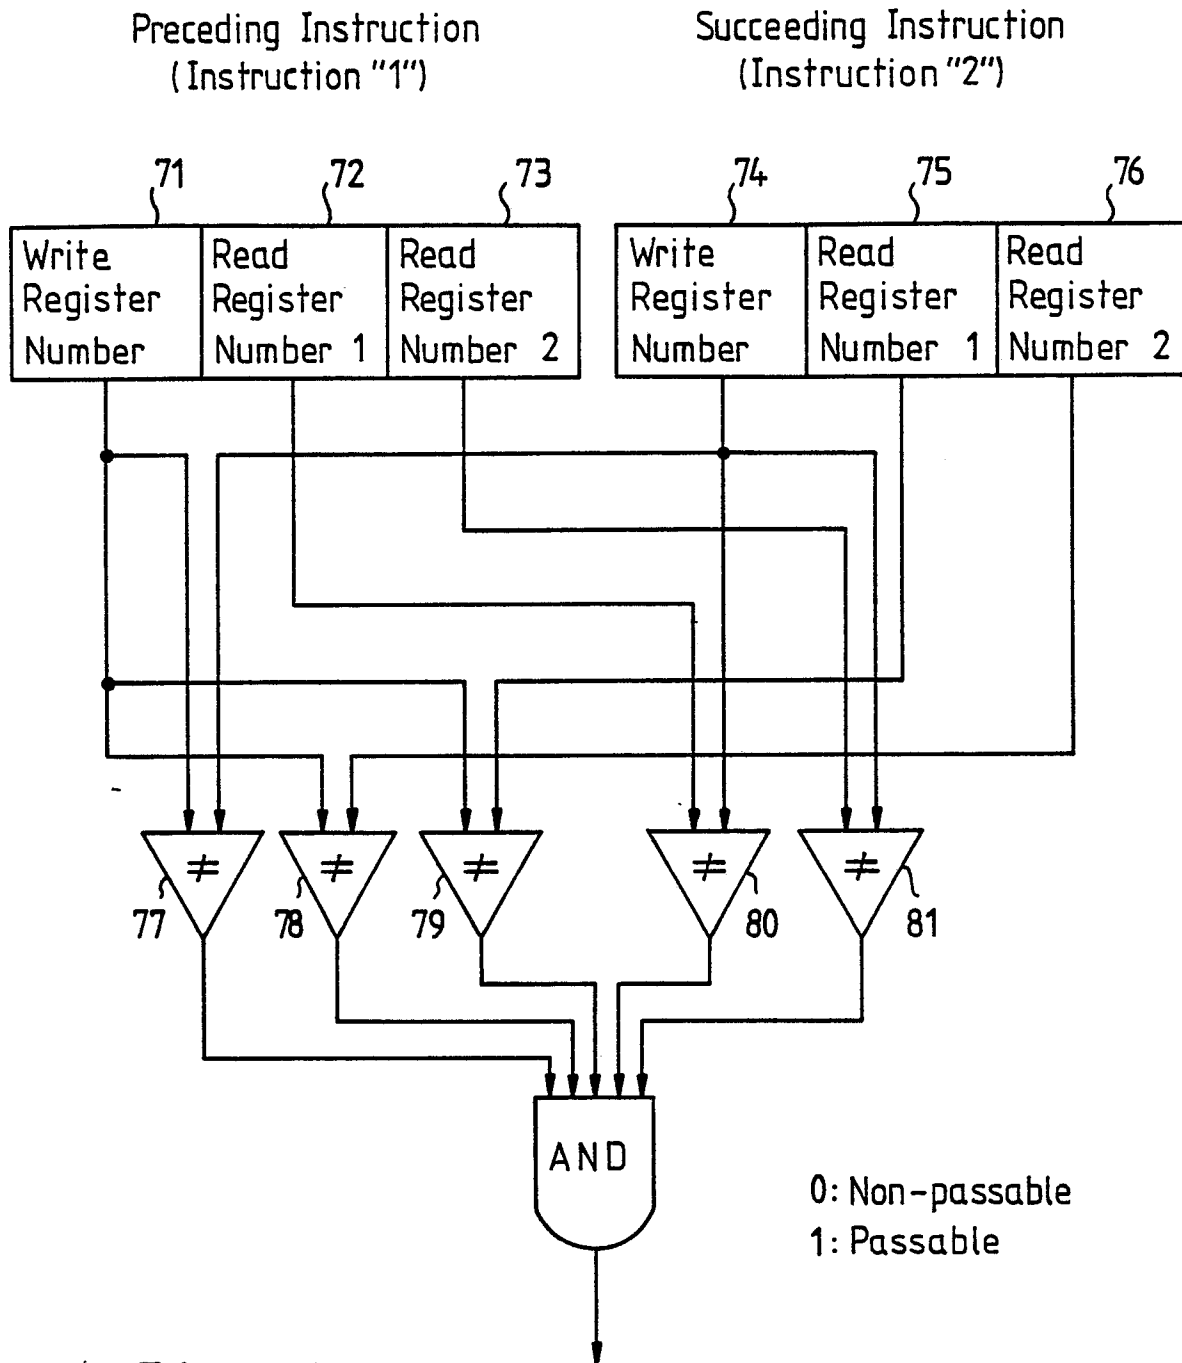 Preceding Instruction
(Instruction "1")
Succeeding Instruction
(Instruction "2")
71
72
73
74
75
76
Write
Register
Number
Read
Register
Number 1
Read
Register
Number 2
Write
Register
Number
Read
Register
Number 1
Read
Register
Number 2
≠
≠
≠
≠
≠
77
78
79
80
81
AND
0: Non-passable
1: Passable